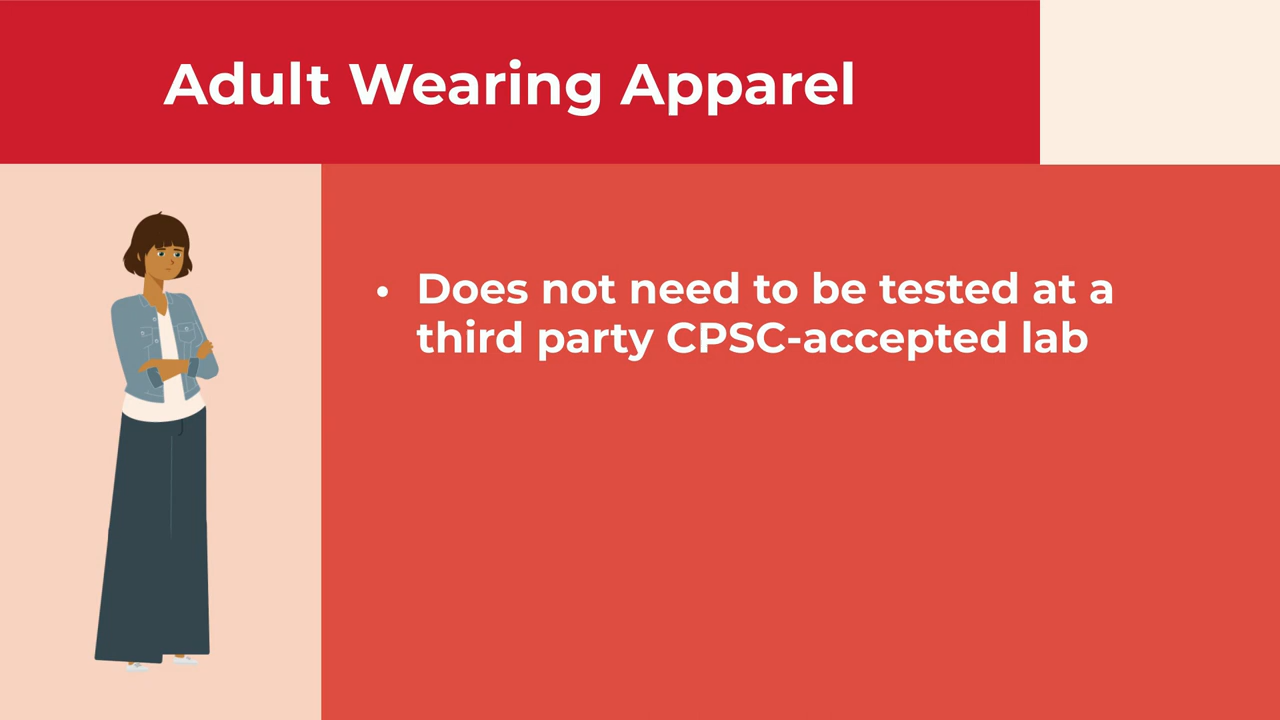 Adult Wearing Apparel
• Does not need to be tested at a
third party CPSC-accepted lab